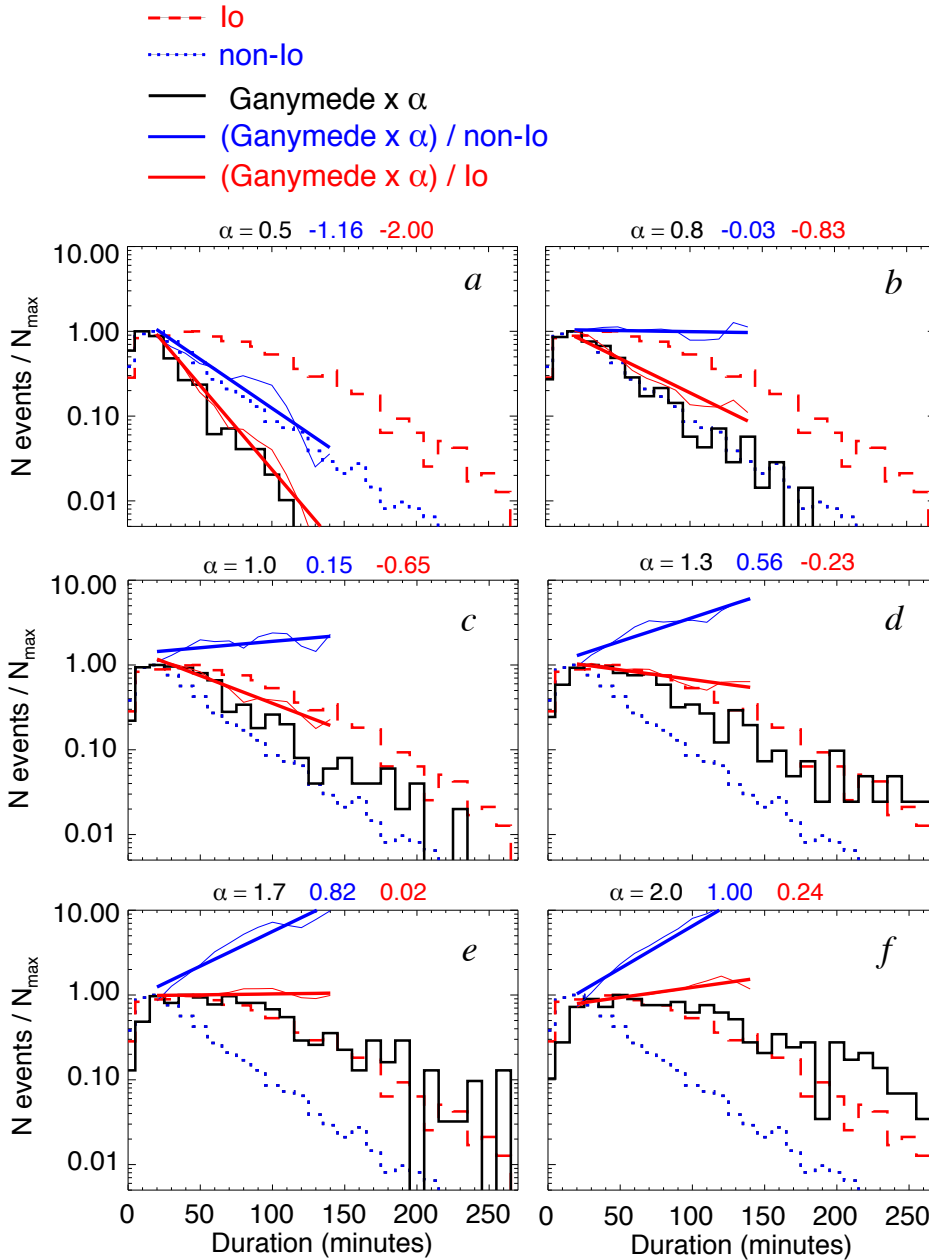 Io
non-Io
Ganymede x α
(Ganymede x α) / non-Io
(Ganymede x α) / Io
α = 0.5 -1.16 -2.00
α = 0.8 -0.03 -0.83
10.00
1.00
0.10
0.01
N events / Nmax
a
b
α = 1.0 0.15 -0.65
α = 1.3 0.56 -0.23
10.00
1.00
0.10
0.01
N events / Nmax
c
d
α = 1.7 0.82 0.02
α = 2.0 1.00 0.24
10.00
1.00
0.10
0.01
N events / Nmax
e
f
0 50 100 150 200 250
0 50 100 150 200 250
Duration (minutes)
Duration (minutes)